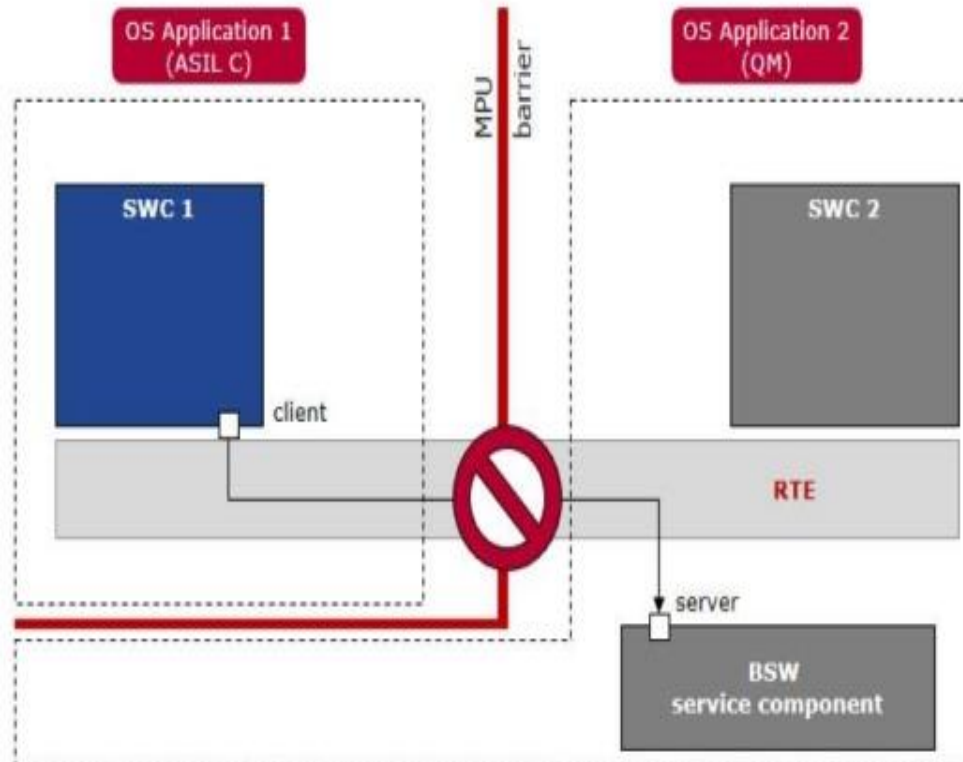 OS Application 1
(ASIL C)
OS Application 2
(QM)
MPU
barrier
SWC 1
SWC 2
client
RTE
server
BSW
service component